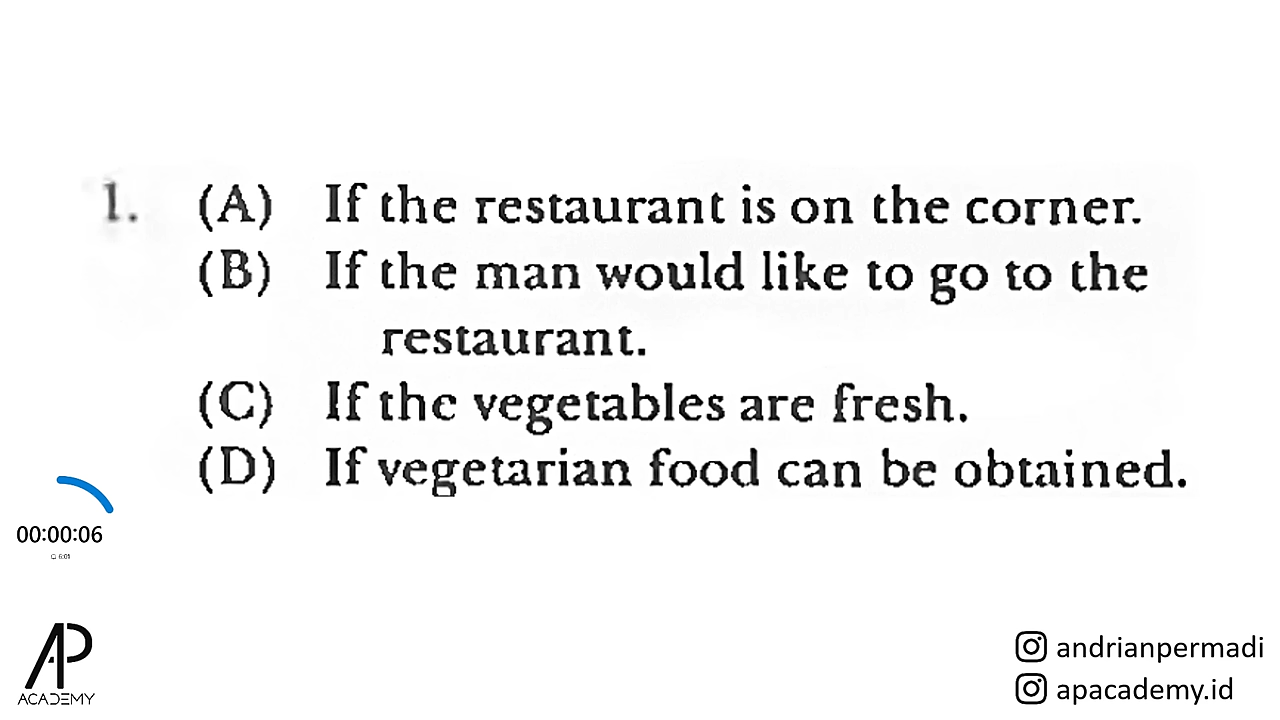 1. (A) If the restaurant is on the corner.
(B) If the man would like to go to the
restaurant.
(C) If the vegetables are fresh.
(D) If vegetarian food can be obtained.
00:00:06
AP
ACADEMY
andrianpermadi
apacademy.id